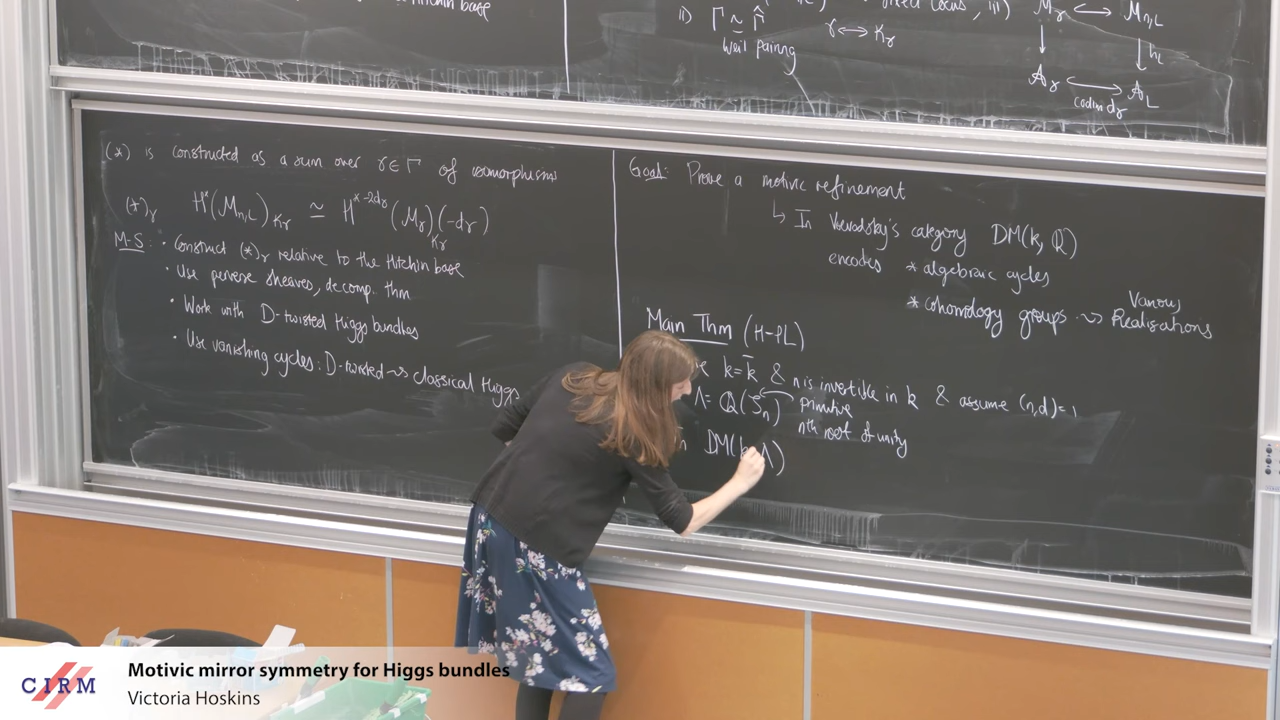 Hitchin base
ii) Γ ≃ Γ̂ γ ↔ κγ
Weil pairing
fixed locus, iii) Mγ ↔ Mn,L
↓ ↓ hL
Aγ ↔ AL
codim dγ
(*) is constructed as a sum over γ∈Γ of isomorphisms
(*)γ H*(Mn,L)κγ ≃ H*-2dγ(Mγ)κγ(-dγ)
M-S: • Construct (*)γ relative to the Hitchin base
• Use perverse sheaves, decomp. thm
• Work with D-twisted Higgs bundles
• Use vanishing cycles: D-twisted ⇝ classical Higgs
Goal: Prove a motivic refinement
↳ In Voevodsky's category DM(k, Q)
encodes * algebraic cycles
* cohomology groups ⇝ Various Realisations
Main Thm (H-PL)
k=k̄ & n is invertible in k & assume (n,d)=1
Λ= Q(ζn) ← primitive
nth root of unity
DM(k, Λ)
CIRM
Motivic mirror symmetry for Higgs bundles
Victoria Hoskins